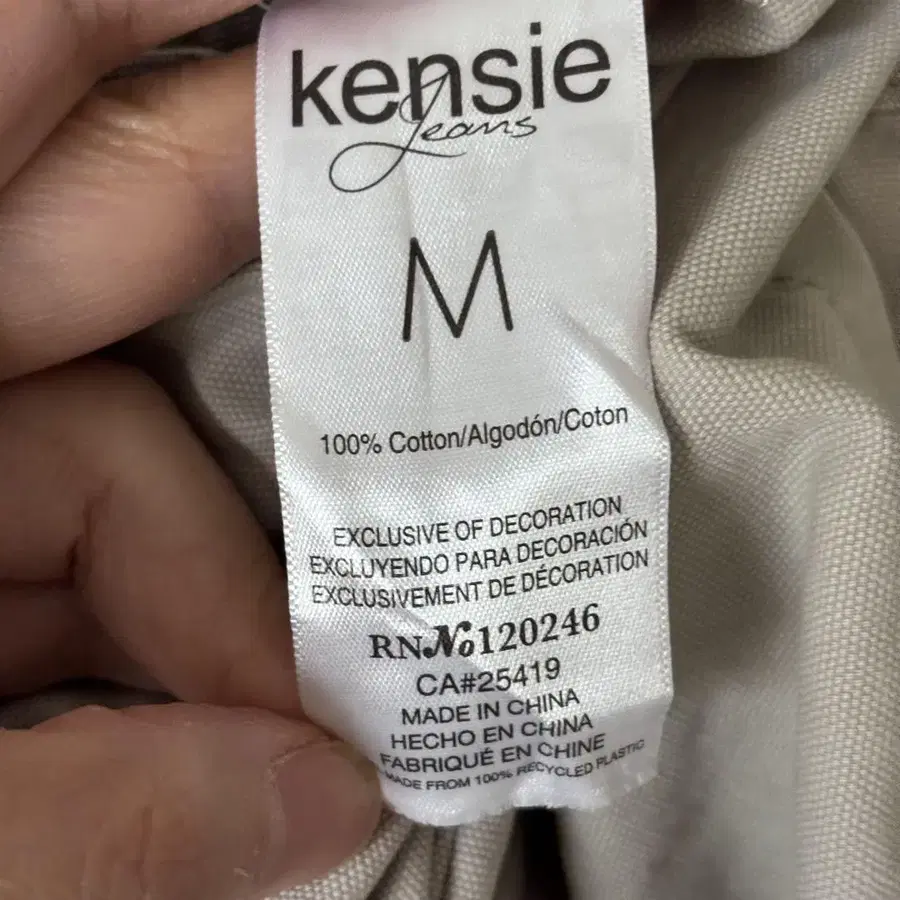 kensie
Jeans
M
100% Cotton/Algodón/Coton
EXCLUSIVE OF DECORATION
EXCLUYENDO PARA DECORACIÓN
EXCLUSIVEMENT DE DÉCORATION
RN No 120246
CA#25419
MADE IN CHINA
HECHO EN CHINA
FABRIQUÉ EN CHINE
MADE FROM 100% RECYCLED PLASTIC